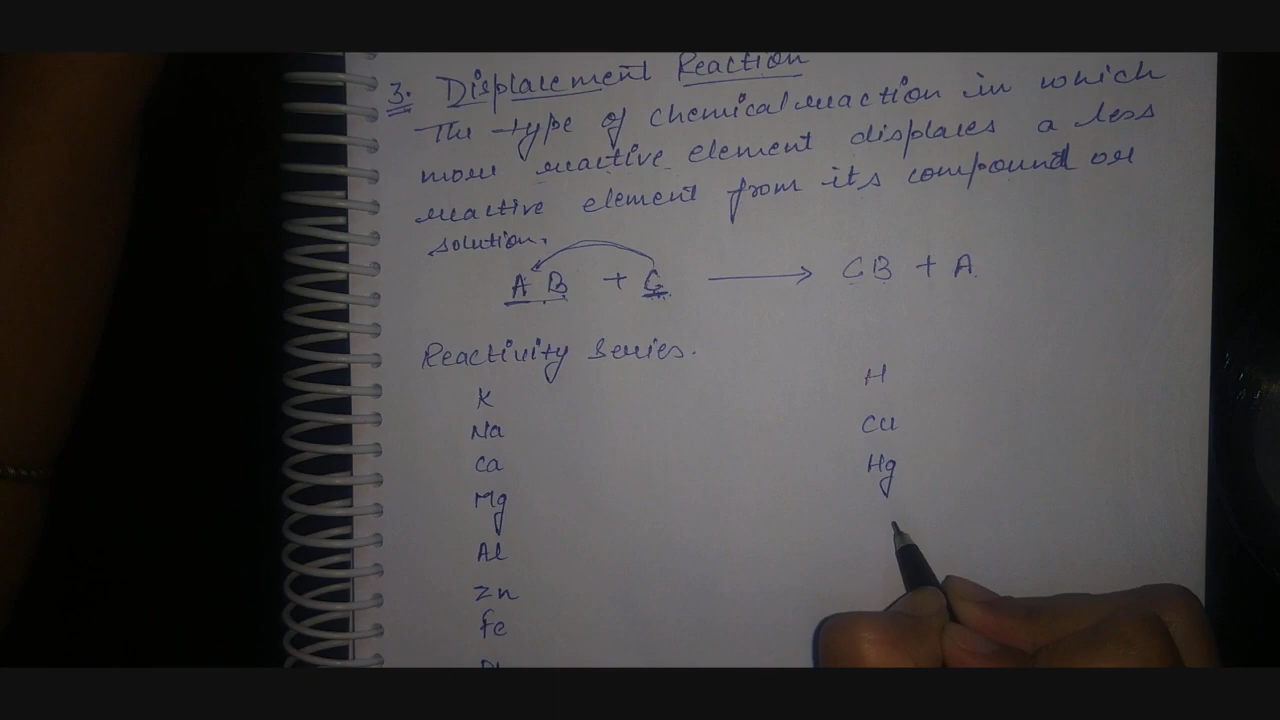 3. Displacement Reaction
The type of chemical reaction in which
more reactive element displaces a less
reactive element from its compound or
solution.
A B + C → CB + A.
Reactivity Series.
K
Na
Ca
Mg
Al
Zn
Fe
H
Cu
Hg